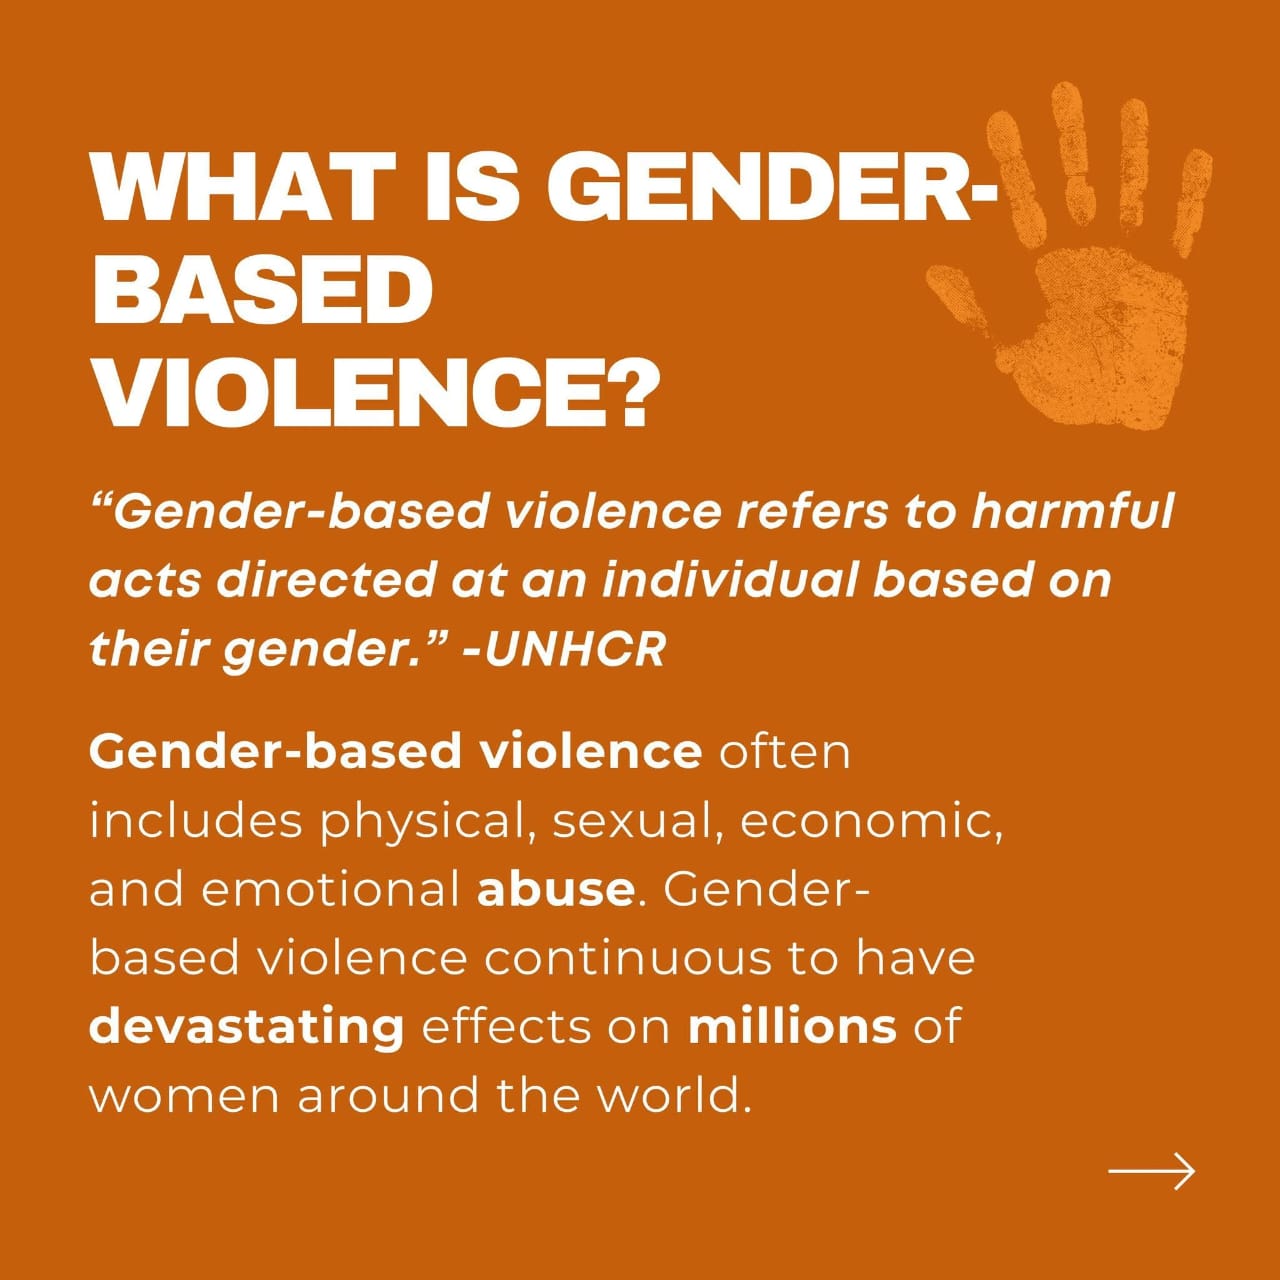 WHAT IS GENDER-
BASED
VIOLENCE?
“Gender-based violence refers to harmful
acts directed at an individual based on
their gender.” -UNHCR
Gender-based violence often
includes physical, sexual, economic,
and emotional abuse. Gender-
based violence continuous to have
devastating effects on millions of
women around the world.